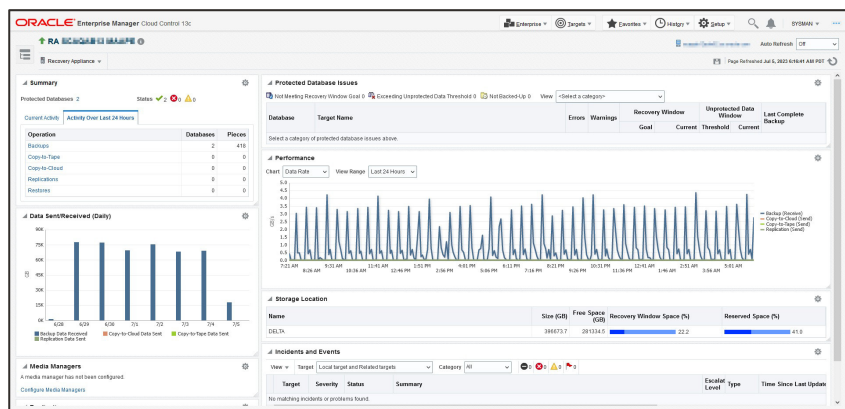 ORACLE Enterprise Manager Cloud Control 13c
Enterprise Targets Favorites History Setup SYSMAN
RA
Auto Refresh Off
Recovery Appliance
Page Refreshed Jul 5, 2023 6:16:41 AM PDT
Summary
Protected Databases 2 Status 2 0 0
Current Activity Activity Over Last 24 Hours
Operation Databases Pieces
Backups 2 418
Copy-to-Tape 0 0
Copy-to-Cloud 0 0
Replications 0 0
Restores 0 0
Data Sent/Received (Daily)
90K
75K
60K
45K
30K
15K
0K
GB
6/28 6/29 6/30 7/1 7/2 7/3 7/4 7/5
Backup Data Received Copy-to-Cloud Data Sent Copy-to-Tape Data Sent
Replication Data Sent
Media Managers
A media manager has not been configured.
Configure Media Managers
Protected Database Issues
Not Meeting Recovery Window Goal 0 Exceeding Unprotected Data Threshold 0 Not Backed-Up 0 View <Select a category>
Database Target Name Errors Warnings Recovery Window Unprotected Data Window Last Complete Backup
Goal Current Threshold Current
Select a category of protected database issues above.
Performance
Chart Data Rate View Range Last 24 Hours
5.0
4.5
4.0
3.5
3.0
2.5
2.0
1.5
1.0
0.5
0.0
GB/s
7:21 AM 8:26 AM 9:31 AM 10:36 AM 11:41 AM 12:46 PM 1:51 PM 2:56 PM 4:01 PM 5:06 PM 6:11 PM 7:16 PM 8:21 PM 9:26 PM 10:31 PM 11:36 PM 12:41 AM 1:46 AM 2:51 AM 3:56 AM 5:01 AM
Backup (Receive)
Copy-to-Cloud (Send)
Copy-to-Tape (Send)
Replication (Send)
Storage Location
Name Size (GB) Free Space (GB) Recovery Window Space (%) Reserved Space (%)
DELTA 386673.7 281334.5 22.2 41.0
Incidents and Events
View Target Local target and Related targets Category All 0 0 0 0
Target Severity Status Summary Escalat Level Type Time Since Last Update
No matching incidents or problems found.